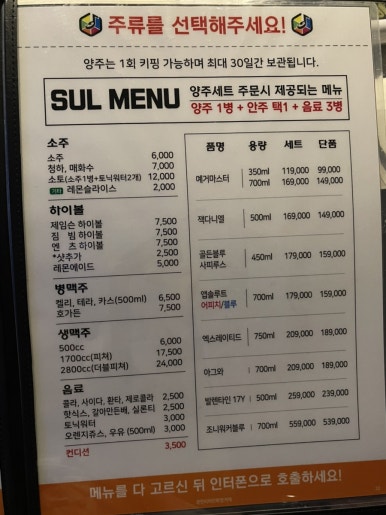 주류를 선택해주세요!
양주는 1회 키핑 가능하며 최대 30일간 보관됩니다.
SUL MENU
양주세트 주문시 제공되는 메뉴
양주 1병 + 안주 택1 + 음료 3병
소주
소주 6,000
청하, 매화수 7,000
소토(소주1병+토닉워터2개) 12,000
레몬슬라이스 2,000
하이볼
제임슨 하이볼 7,500
짐 빔 하이볼 7,500
앤 츠 하이볼 7,500
*샷추가 2,500
레몬에이드 5,000
병맥주
켈리, 테라, 카스(500ml) 6,500
호가든 7,500
생맥주
500cc 6,000
1700cc(피쳐) 17,500
2800cc(더블피쳐) 24,000
음료
콜라, 사이다, 환타, 제로콜라 2,500
핫식스, 갈아만든배, 실론티 2,500
토닉워터 3,000
오렌지쥬스, 우유 (500ml) 3,000
컨디션 3,500
품명 용량 세트 단품
예거마스터 350ml 119,000 99,000
700ml 169,000 149,000
잭다니엘 500ml 169,000 149,000
골든블루 사피루스 450ml 179,000 159,000
앱솔루트 어피치/블루 700ml 179,000 159,000
엑스레이티드 750ml 209,000 189,000
아그와 700ml 209,000 189,000
발렌타인 17Y 500ml 259,000 239,000
조니워커블루 700ml 559,000 539,000
메뉴를 다 고르신 뒤 인터폰으로 호출하세요!